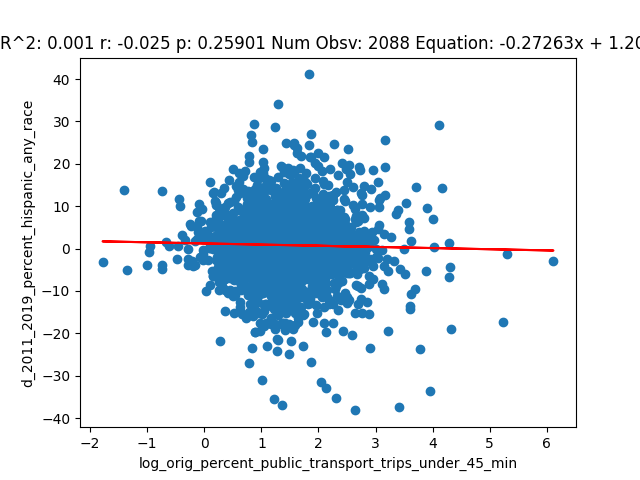 R^2: 0.001 r: -0.025 p: 0.25901 Num Obsv: 2088 Equation: -0.27263x + 1.20
40
30
20
10
0
−10
−20
−30
−40
d_2011_2019_percent_hispanic_any_race
−2 −1 0 1 2 3 4 5 6
log_orig_percent_public_transport_trips_under_45_min